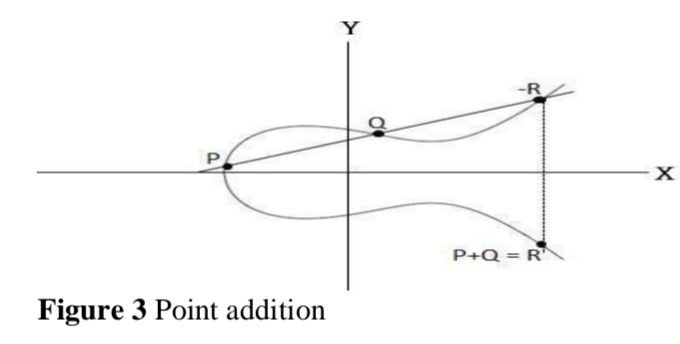 Y
-R
Q
P
X
P+Q = R'
Figure 3 Point addition